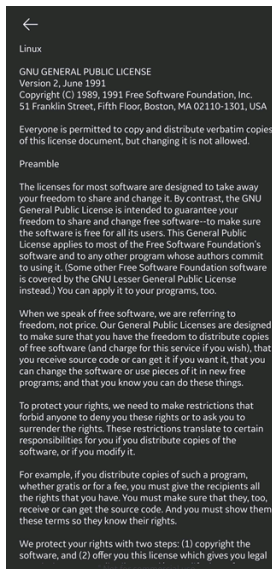 Linux
GNU GENERAL PUBLIC LICENSE
Version 2, June 1991
Copyright (C) 1989, 1991 Free Software Foundation, Inc.
51 Franklin Street, Fifth Floor, Boston, MA 02110-1301, USA
Everyone is permitted to copy and distribute verbatim copies
of this license document, but changing it is not allowed.
Preamble
The licenses for most software are designed to take away
your freedom to share and change it. By contrast, the GNU
General Public License is intended to guarantee your
freedom to share and change free software--to make sure
the software is free for all its users. This General Public
License applies to most of the Free Software Foundation's
software and to any other program whose authors commit
to using it. (Some other Free Software Foundation software
is covered by the GNU Lesser General Public License
instead.) You can apply it to your programs, too.
When we speak of free software, we are referring to
freedom, not price. Our General Public Licenses are designed
to make sure that you have the freedom to distribute copies
of free software (and charge for this service if you wish), that
you receive source code or can get it if you want it, that you
can change the software or use pieces of it in new free
programs; and that you know you can do these things.
To protect your rights, we need to make restrictions that
forbid anyone to deny you these rights or to ask you to
surrender the rights. These restrictions translate to certain
responsibilities for you if you distribute copies of the
software, or if you modify it.
For example, if you distribute copies of such a program,
whether gratis or for a fee, you must give the recipients all
the rights that you have. You must make sure that they, too,
receive or can get the source code. And you must show them
these terms so they know their rights.
We protect your rights with two steps: (1) copyright the
software, and (2) offer you this license which gives you legal